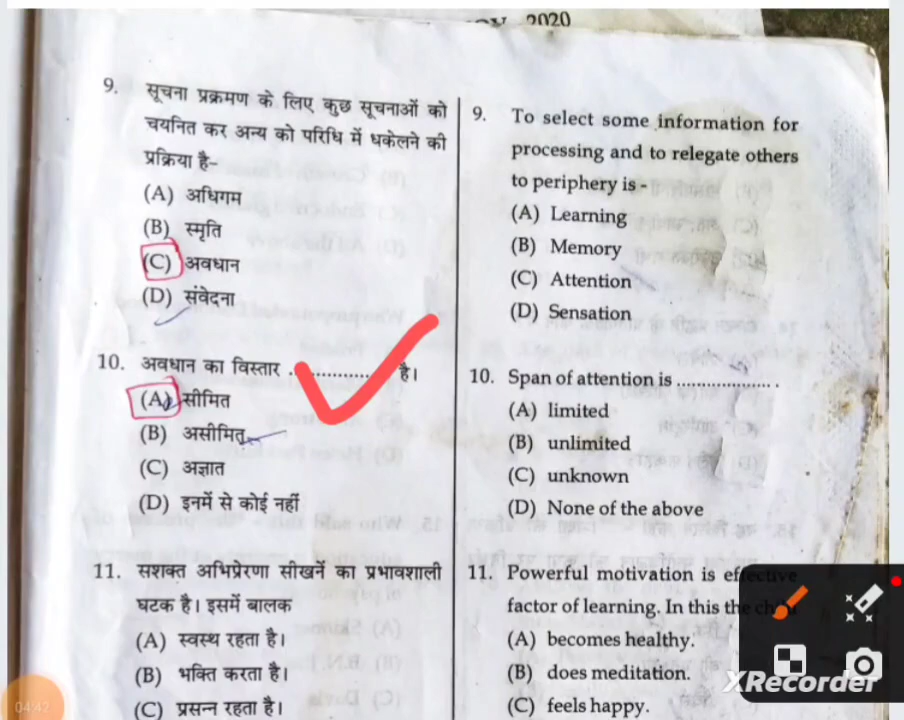 2020
9. सूचना प्रक्रमण के लिए कुछ सूचनाओं को
चयनित कर अन्य को परिधि में धकेलने की
प्रक्रिया है-
(A) अधिगम
(B) स्मृति
(C) अवधान
(D) संवेदना
10. अवधान का विस्तार .................. है।
(A) सीमित
(B) असीमित
(C) अज्ञात
(D) इनमें से कोई नहीं
11. सशक्त अभिप्रेरणा सीखनें का प्रभावशाली
घटक है। इसमें बालक
(A) स्वस्थ रहता है।
(B) भक्ति करता है।
(C) प्रसन्न रहता है।
9. To select some information for
processing and to relegate others
to periphery is -
(A) Learning
(B) Memory
(C) Attention
(D) Sensation
10. Span of attention is .................... .
(A) limited
(B) unlimited
(C) unknown
(D) None of the above
11. Powerful motivation is effective
factor of learning. In this the child
(A) becomes healthy.
(B) does meditation.
(C) feels happy.
XRecorder
04:42